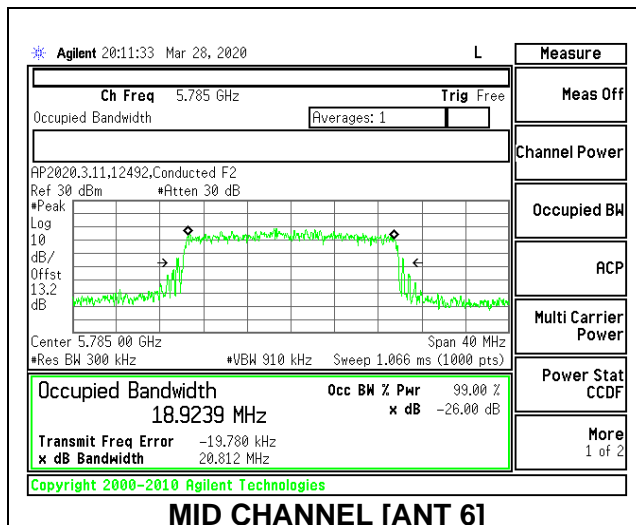 Agilent 20:11:33 Mar 28, 2020 L Measure
Ch Freq 5.785 GHz Trig Free
Meas Off
Occupied Bandwidth Averages: 1
Channel Power
AP2020.3.11,12492,Conducted F2
Ref 30 dBm #Atten 30 dB
#Peak
Log
10
dB/
Offst
13.2
dB
Occupied BW
ACP
Center 5.785 00 GHz Span 40 MHz
#Res BW 300 kHz #VBW 910 kHz Sweep 1.066 ms (1000 pts)
Multi Carrier
Power
Occupied Bandwidth Occ BW % Pwr 99.00 %
18.9239 MHz x dB -26.00 dB
Power Stat
CCDF
Transmit Freq Error -19.780 kHz
x dB Bandwidth 20.812 MHz
More
1 of 2
Copyright 2000-2010 Agilent Technologies
MID CHANNEL [ANT 6]